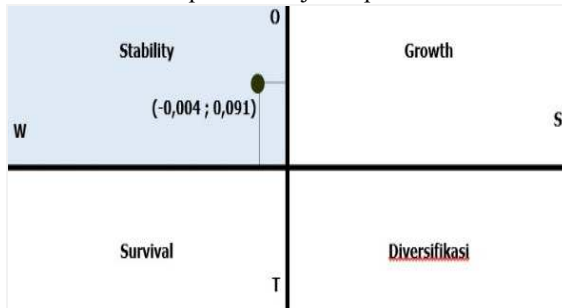 O
Stability
Growth
(-0,004 ; 0,091)
W
S
Survival
Diversifikasi
T